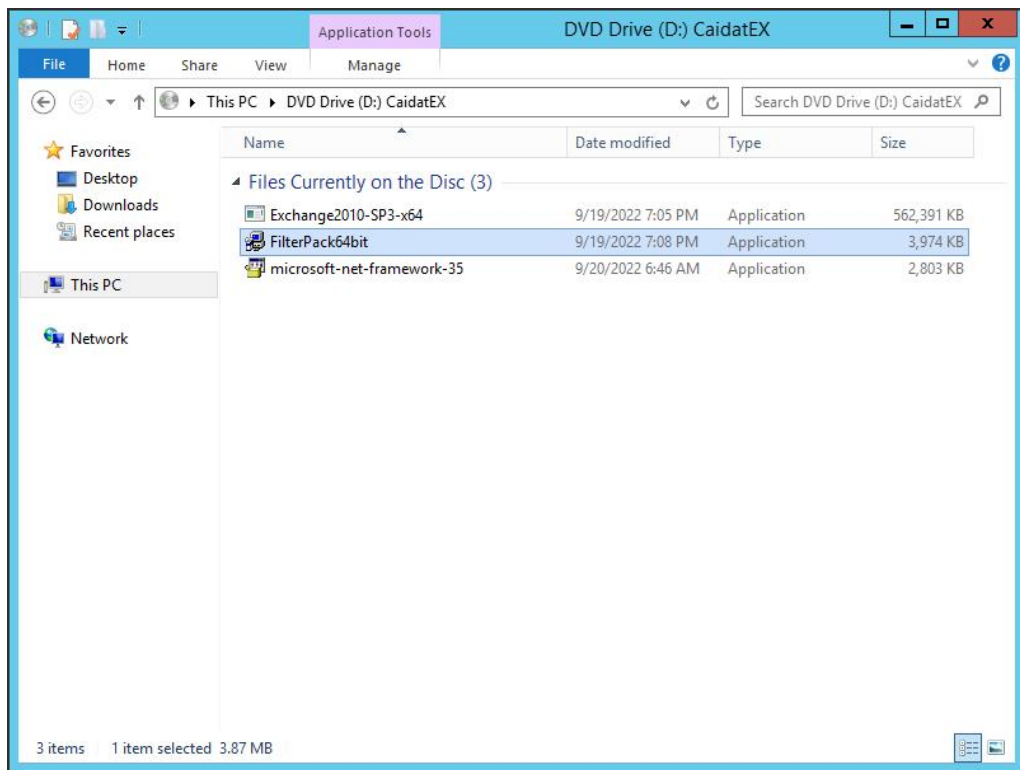 Application Tools DVD Drive (D:) CaidatEX
File Home Share View Manage
This PC DVD Drive (D:) CaidatEX Search DVD Drive (D:) CaidatEX
Name Date modified Type Size
Favorites
Desktop
Downloads
Recent places
This PC
Network
Files Currently on the Disc (3)
Exchange2010-SP3-x64 9/19/2022 7:05 PM Application 562,391 KB
FilterPack64bit 9/19/2022 7:08 PM Application 3,974 KB
microsoft-net-framework-35 9/20/2022 6:46 AM Application 2,803 KB
3 items 1 item selected 3.87 MB